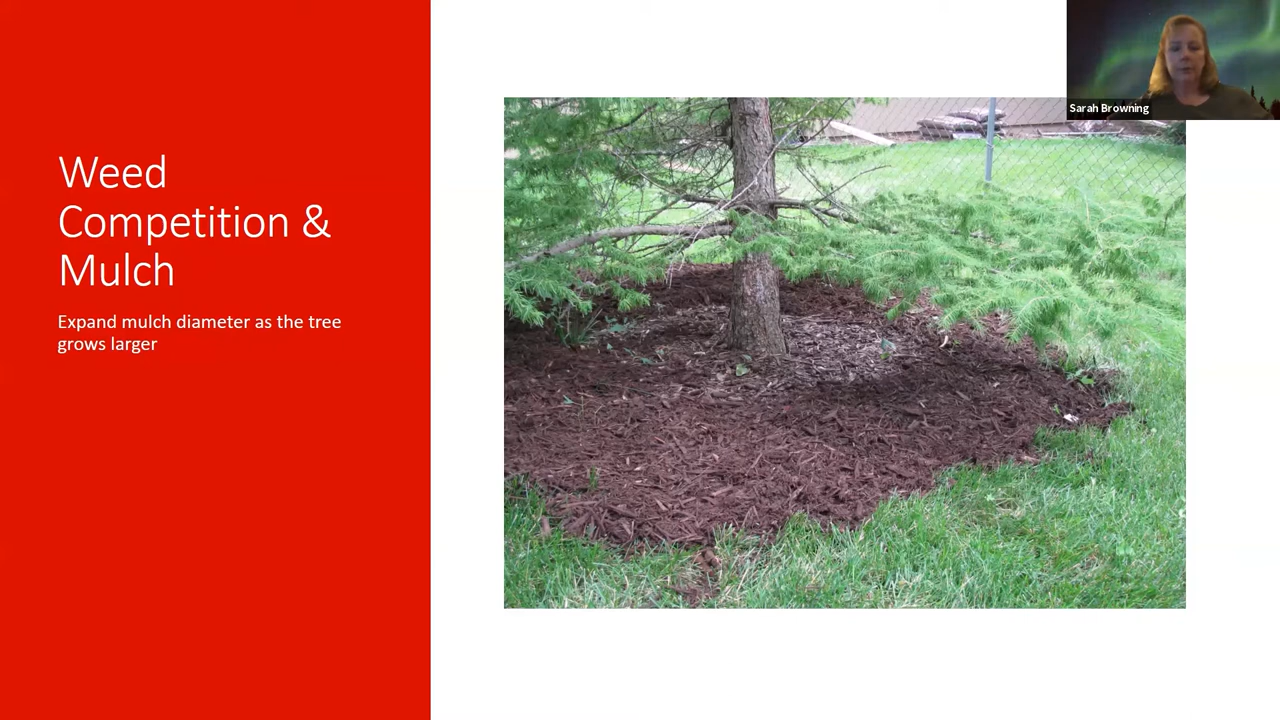 Weed
Competition &
Mulch
Expand mulch diameter as the tree
grows larger
Sarah Browning